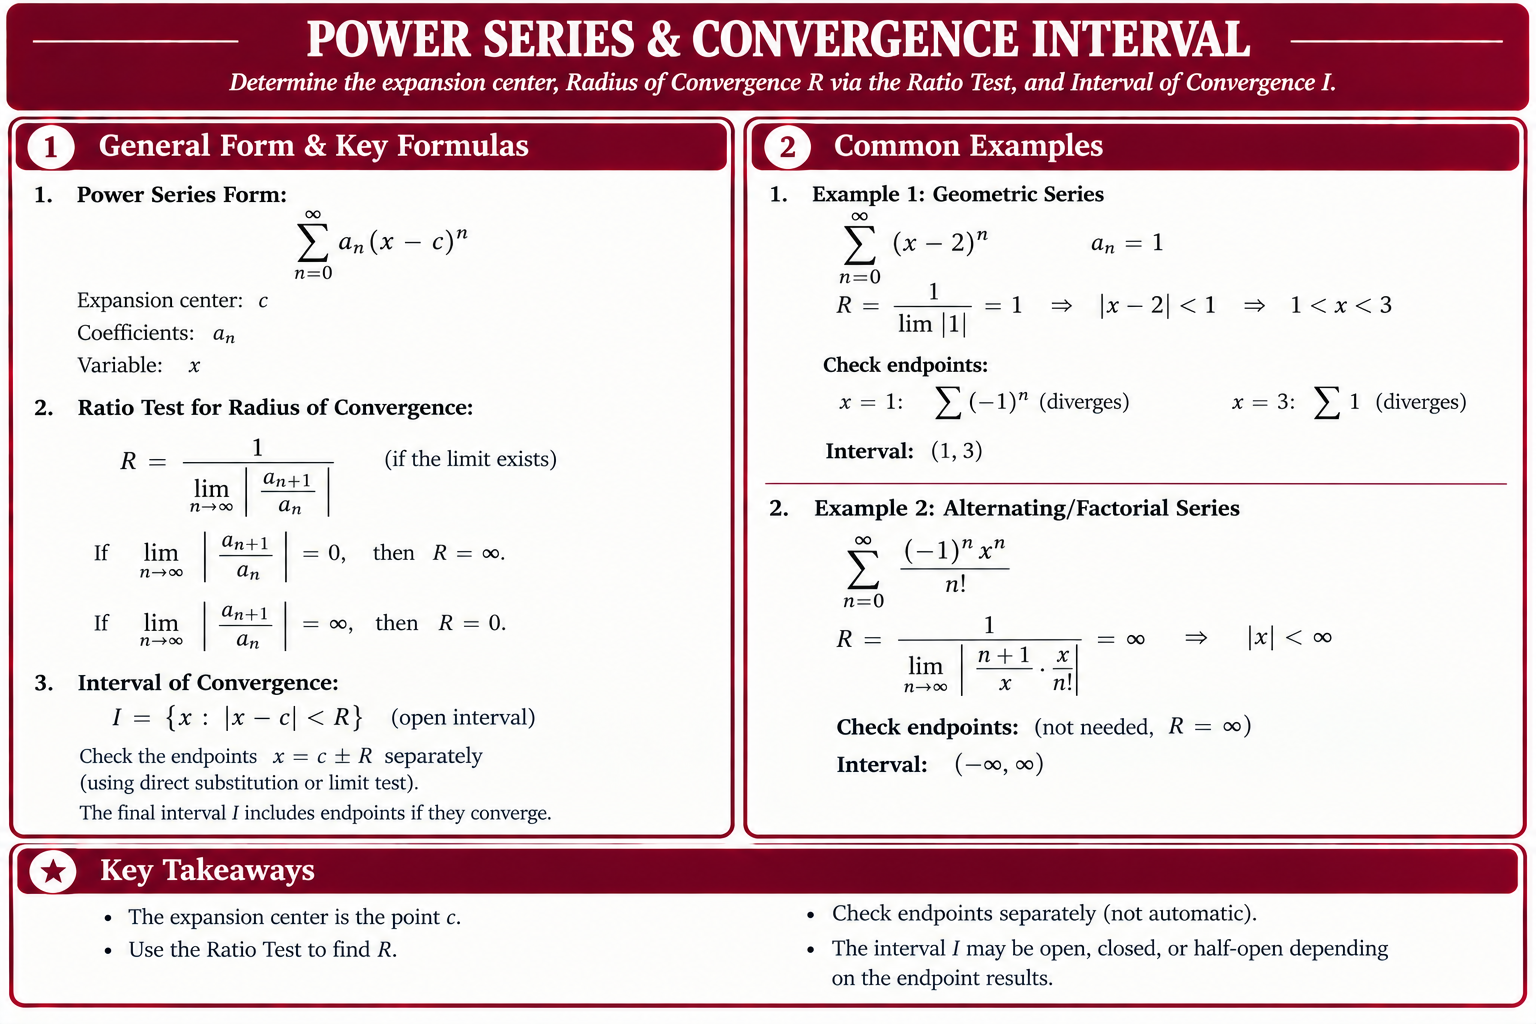 POWER SERIES & CONVERGENCE INTERVAL
Determine the expansion center, Radius of Convergence R via the Ratio Test, and Interval of Convergence I.
1 General Form & Key Formulas
1. Power Series Form:
∑_{n=0}^{∞} a_n (x − c)^n
Expansion center: c
Coefficients: a_n
Variable: x
2. Ratio Test for Radius of Convergence:
R = 1 / (lim_{n→∞} | a_{n+1} / a_n |) (if the limit exists)
If lim_{n→∞} | a_{n+1} / a_n | = 0, then R = ∞.
If lim_{n→∞} | a_{n+1} / a_n | = ∞, then R = 0.
3. Interval of Convergence:
I = {x : |x − c| < R} (open interval)
Check the endpoints x = c ± R separately
(using direct substitution or limit test).
The final interval I includes endpoints if they converge.
2 Common Examples
1. Example 1: Geometric Series
∑_{n=0}^{∞} (x − 2)^n a_n = 1
R = 1 / (lim |1|) = 1 ⇒ |x − 2| < 1 ⇒ 1 < x < 3
Check endpoints:
x = 1: ∑ (−1)^n (diverges) x = 3: ∑ 1 (diverges)
Interval: (1, 3)
2. Example 2: Alternating/Factorial Series
∑_{n=0}^{∞} (−1)^n x^n / n!
R = 1 / (lim_{n→∞} | (n + 1) / x · x / n! |) = ∞ ⇒ |x| < ∞
Check endpoints: (not needed, R = ∞)
Interval: (−∞, ∞)
★ Key Takeaways
• The expansion center is the point c.
• Use the Ratio Test to find R.
• Check endpoints separately (not automatic).
• The interval I may be open, closed, or half-open depending
on the endpoint results.